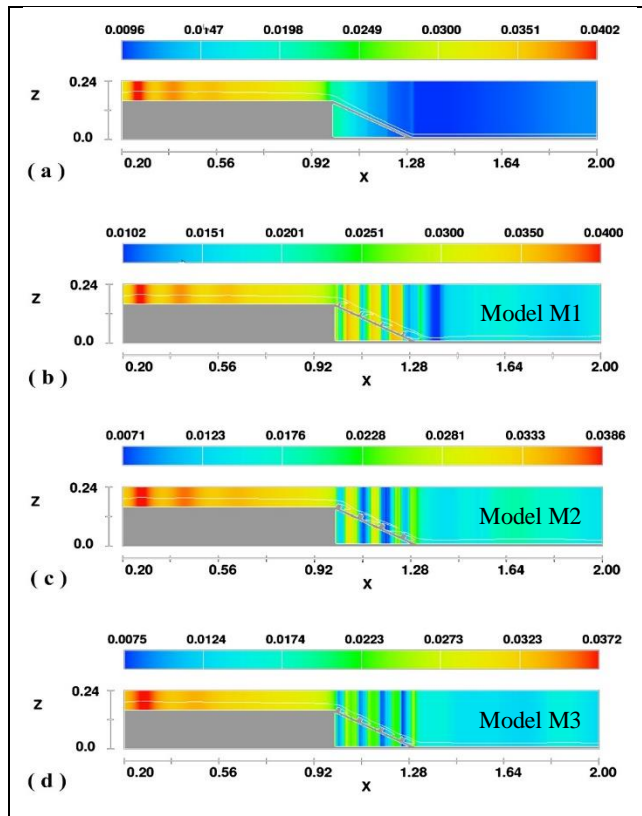 0.0096 0.0147 0.0198 0.0249 0.0300 0.0351 0.0402
0.24
Z
0.0
0.20 0.56 0.92 1.28 1.64 2.00
X
( a )
0.0102 0.0151 0.0201 0.0251 0.0300 0.0350 0.0400
0.24
Z
Model M1
0.0
0.20 0.56 0.92 1.28 1.64 2.00
X
( b )
0.0071 0.0123 0.0176 0.0228 0.0281 0.0333 0.0386
0.24
Z
Model M2
0.0
0.20 0.56 0.92 1.28 1.64 2.00
X
( c )
0.0075 0.0124 0.0174 0.0223 0.0273 0.0323 0.0372
0.24
Z
Model M3
0.0
0.20 0.56 0.92 1.28 1.64 2.00
X
( d )